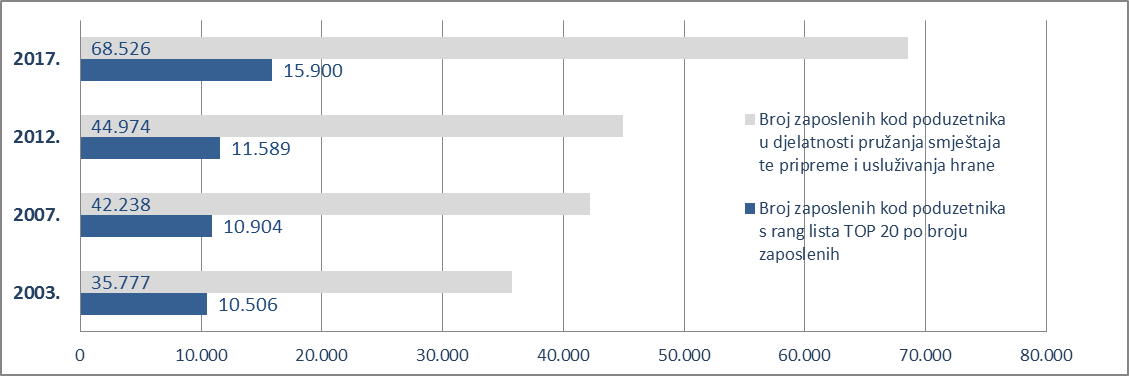 2017.
68.526
15.900
2012.
44.974
11.589
2007.
42.238
10.904
2003.
35.777
10.506
Broj zaposlenih kod poduzetnika
u djelatnosti pružanja smještaja
te pripreme i usluživanja hrane
Broj zaposlenih kod poduzetnika
s rang lista TOP 20 po broju
zaposlenih
0 10.000 20.000 30.000 40.000 50.000 60.000 70.000 80.000